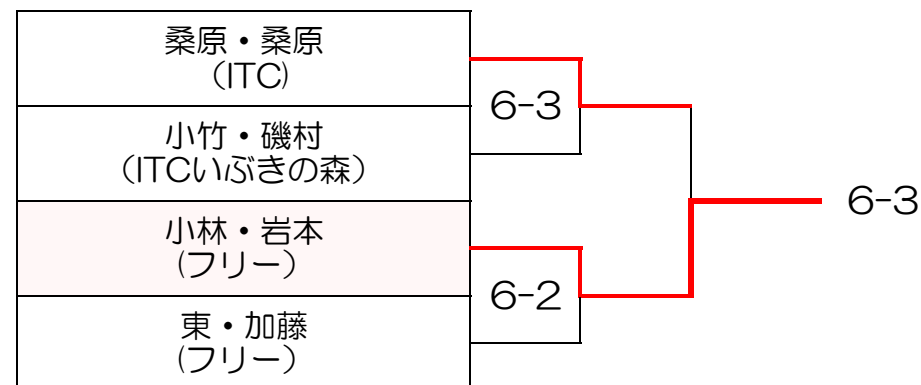 桑原・桑原
（ITC)
小竹・磯村
（ITCいぶきの森）
小林・岩本
(フリー）
東・加藤
(フリー）
6-3
6-2
6-3